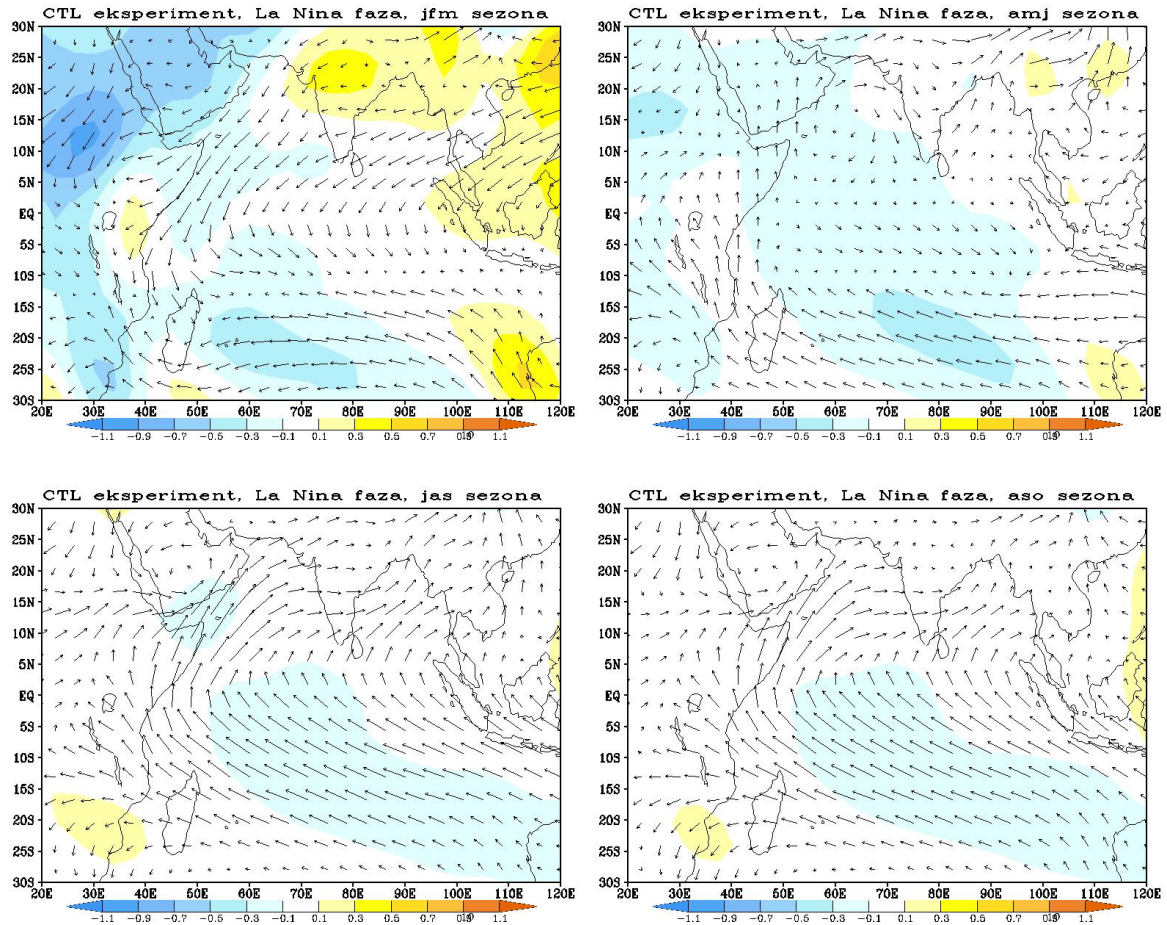 CTL eksperiment, La Nina faza, jfm sezona
30N
25N
20N
15N
10N
5N
EQ
5S
10S
15S
20S
25S
30S
20E 30E 40E 50E 60E 70E 80E 90E 100E 110E 120E
-1.1 -0.9 -0.7 -0.5 -0.3 -0.1 0.1 0.3 0.5 0.7 0.9 1.1
CTL eksperiment, La Nina faza, amj sezona
30N
25N
20N
15N
10N
5N
EQ
5S
10S
15S
20S
25S
30S
20E 30E 40E 50E 60E 70E 80E 90E 100E 110E 120E
-1.1 -0.9 -0.7 -0.5 -0.3 -0.1 0.1 0.3 0.5 0.7 1.1
CTL eksperiment, La Nina faza, jas sezona
30N
25N
20N
15N
10N
5N
EQ
5S
10S
15S
20S
25S
30S
20E 30E 40E 50E 60E 70E 80E 90E 100E 110E 120E
-1.1 -0.9 -0.7 -0.5 -0.3 -0.1 0.1 0.3 0.5 0.7 1.1
CTL eksperiment, La Nina faza, aso sezona
30N
25N
20N
15N
10N
5N
EQ
5S
10S
15S
20S
25S
30S
20E 30E 40E 50E 60E 70E 80E 90E 100E 110E 120E
-1.1 -0.9 -0.7 -0.5 -0.3 -0.1 0.1 0.3 0.5 0.7 1.1